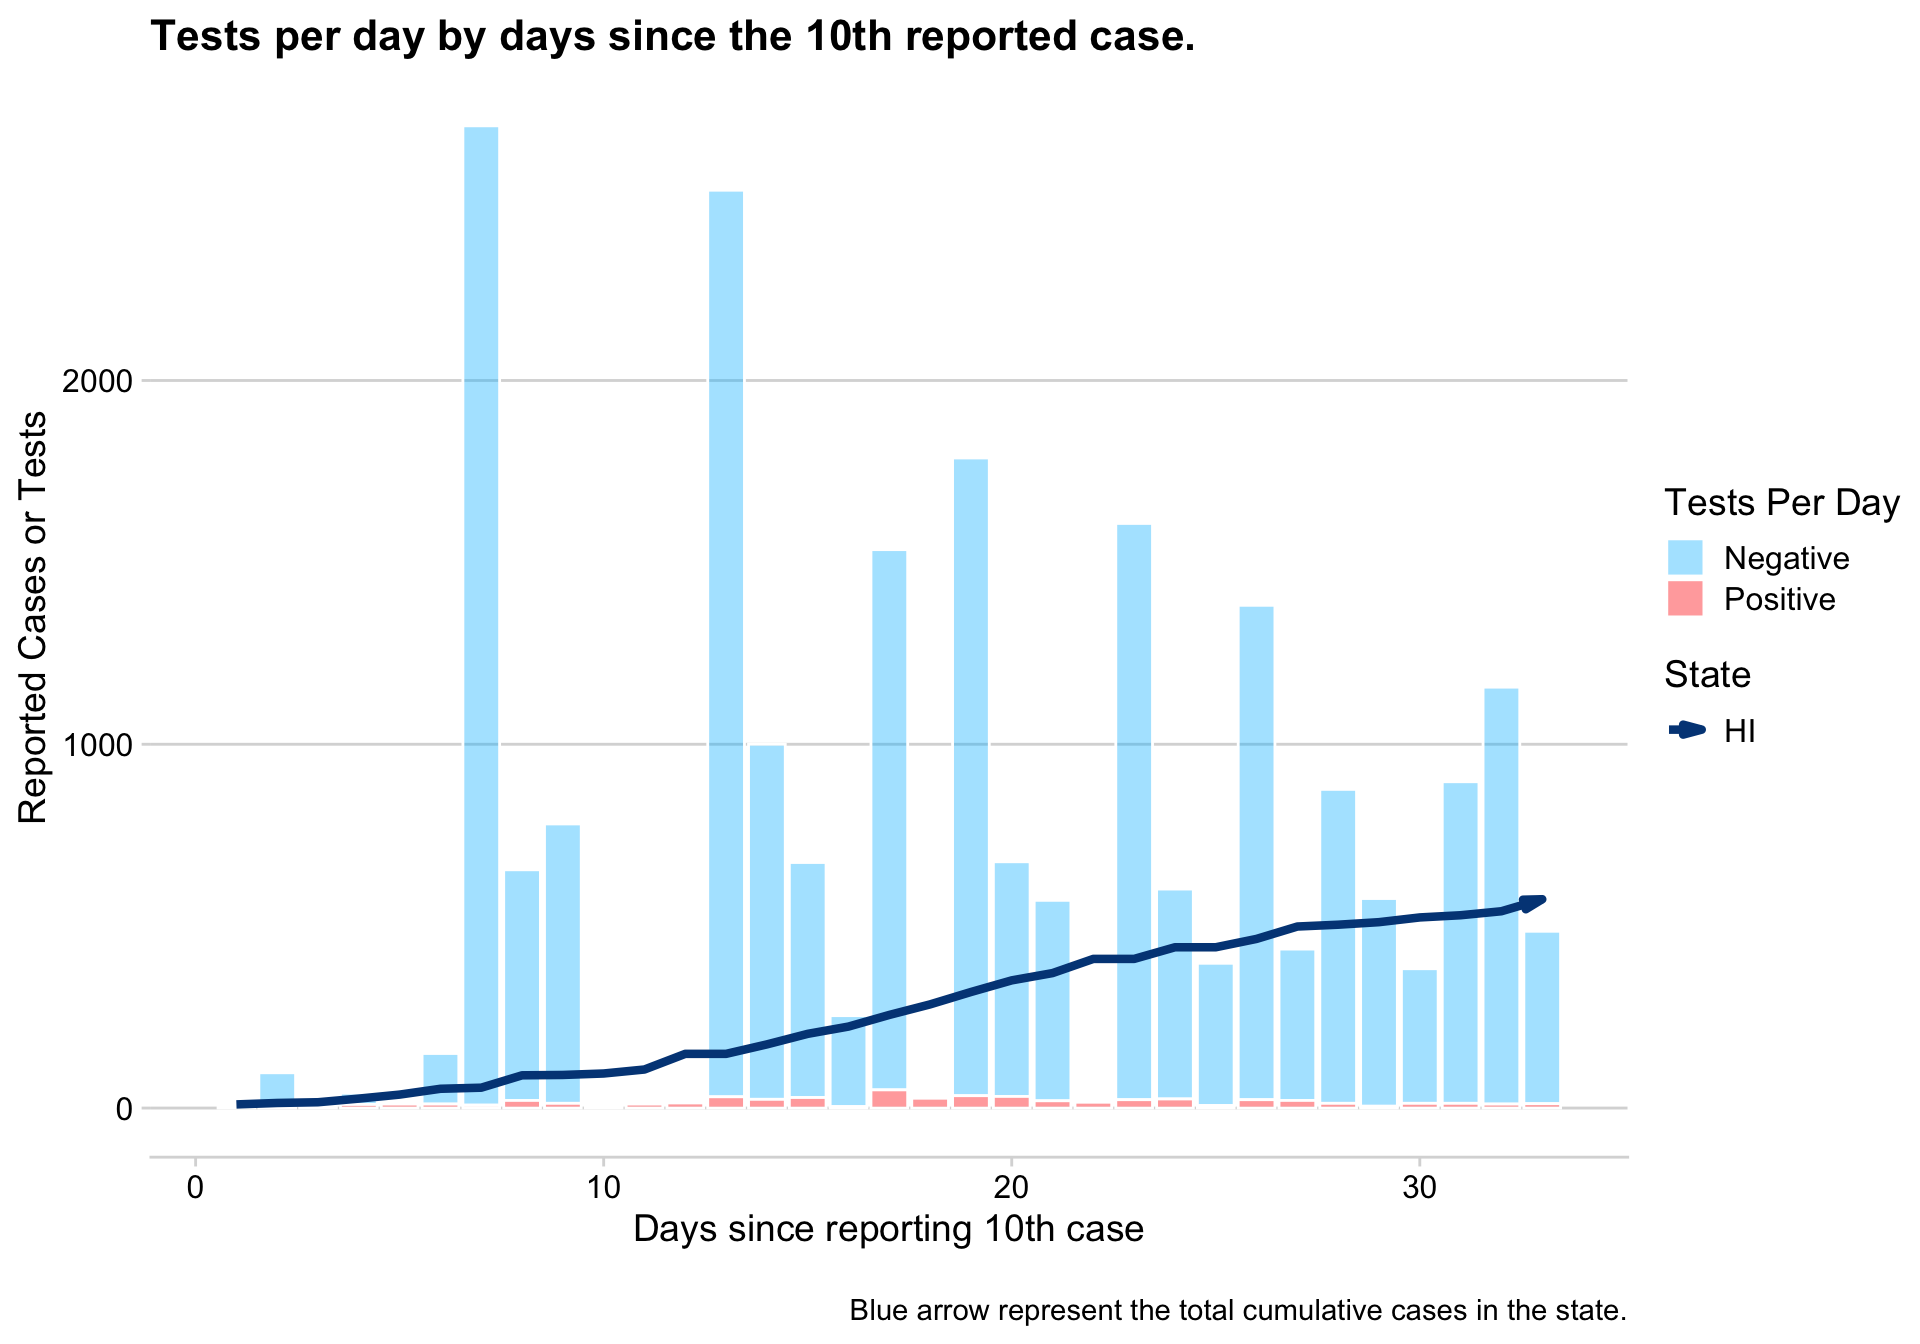 Tests per day by days since the 10th reported case.
Reported Cases or Tests
2000
1000
0
0
10
20
30
Days since reporting 10th case
Tests Per Day
Negative
Positive
State
HI
Blue arrow represent the total cumulative cases in the state.